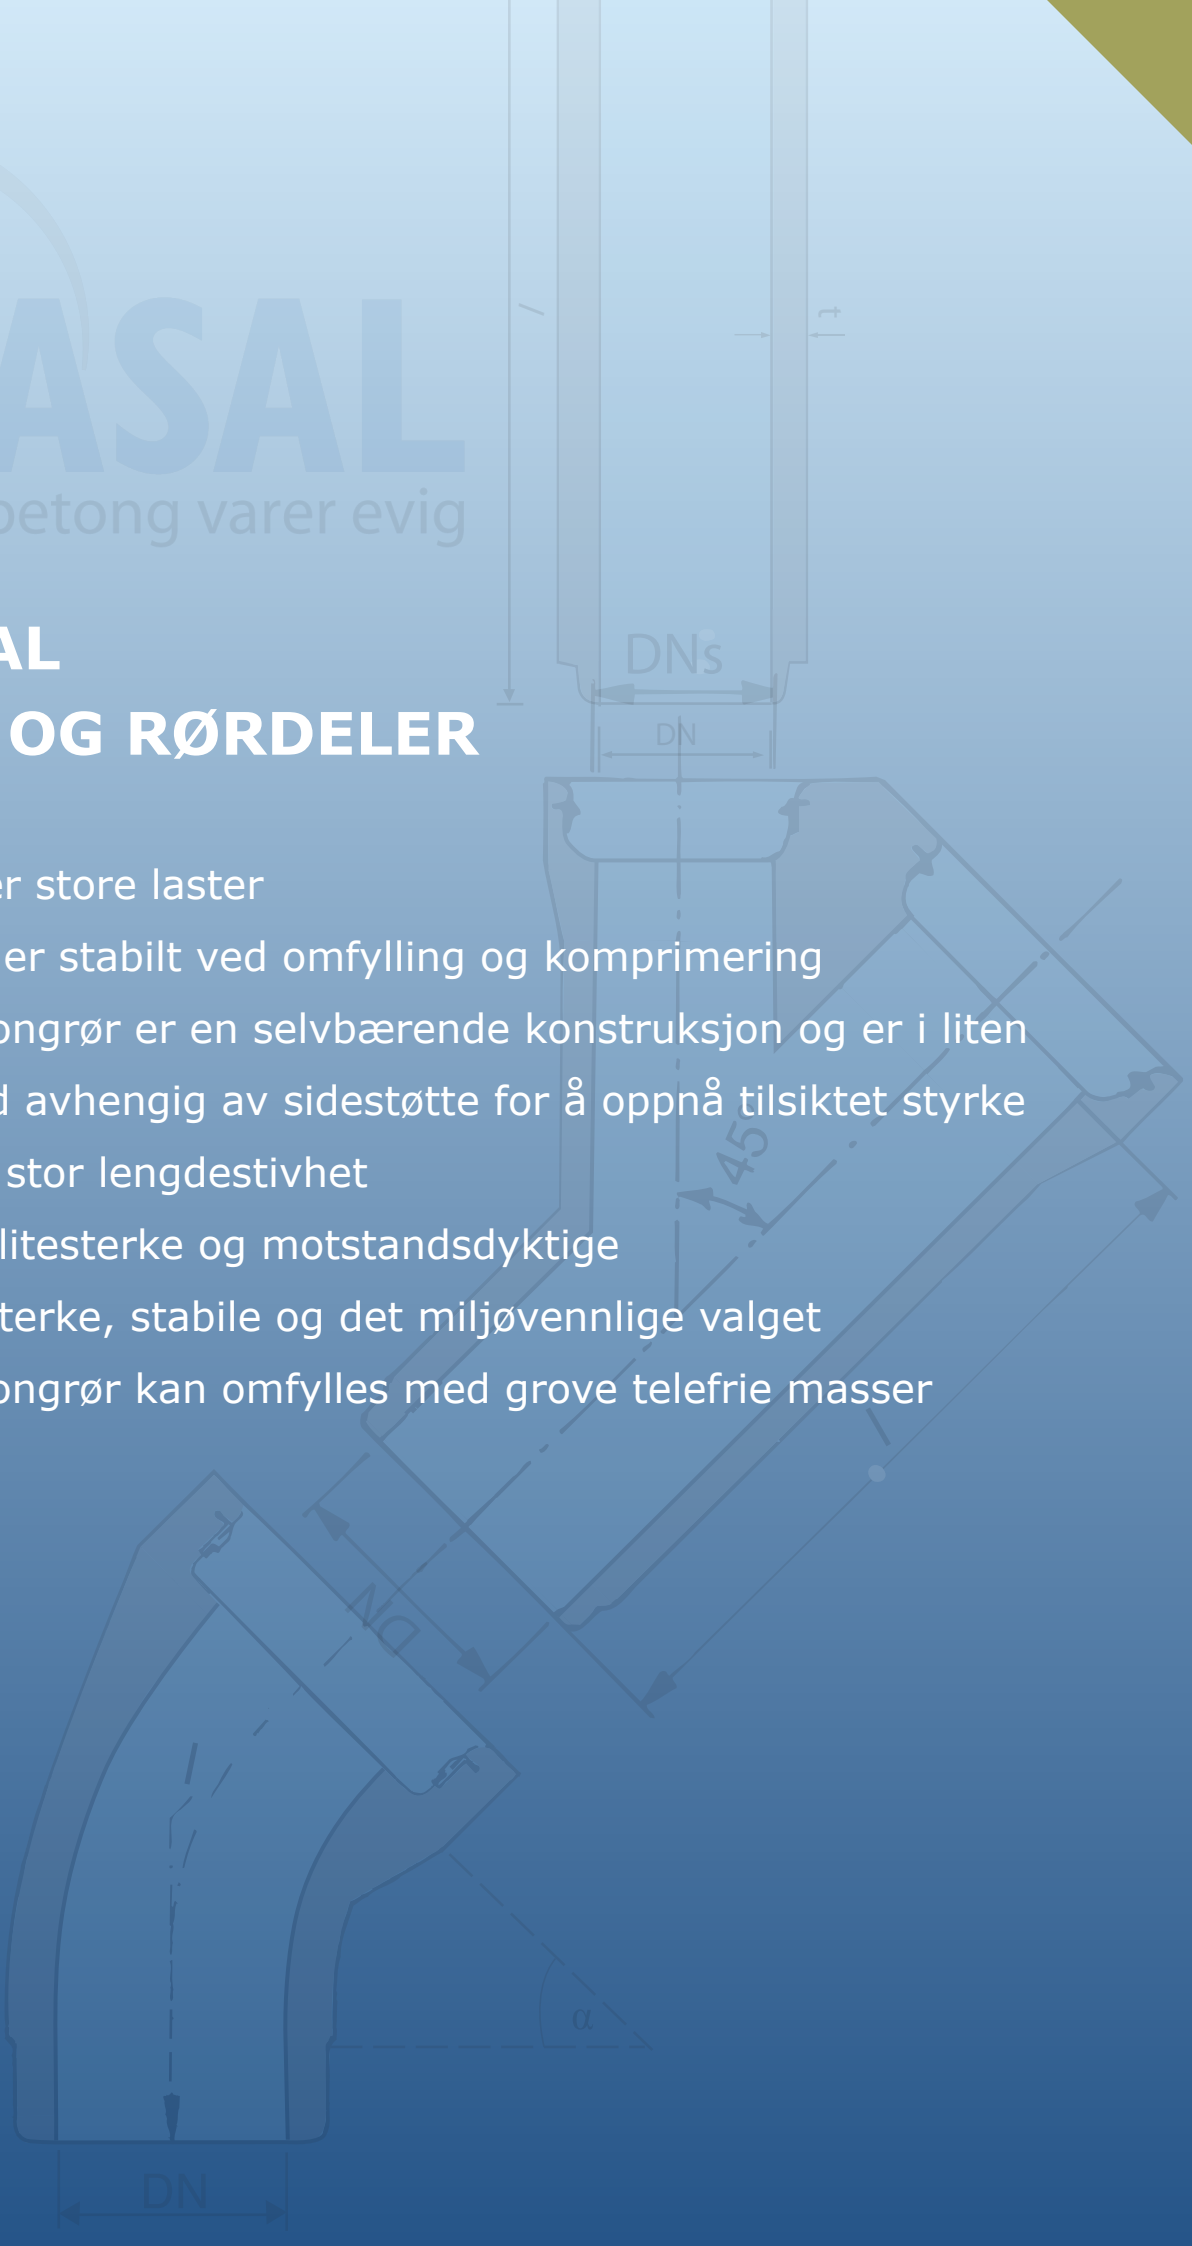 l
t
ASAL
betong varer evig
AL
OG RØRDELER
DNs
DN
er store laster
er stabilt ved omfylling og komprimering
ongrør er en selvbærende konstruksjon og er i liten
d avhengig av sidestøtte for å oppnå tilsiktet styrke
45°
stor lengdestivhet
litesterke og motstandsdyktige
terke, stabile og det miljøvennlige valget
ongrør kan omfylles med grove telefrie masser
l
DN
l
α
DN